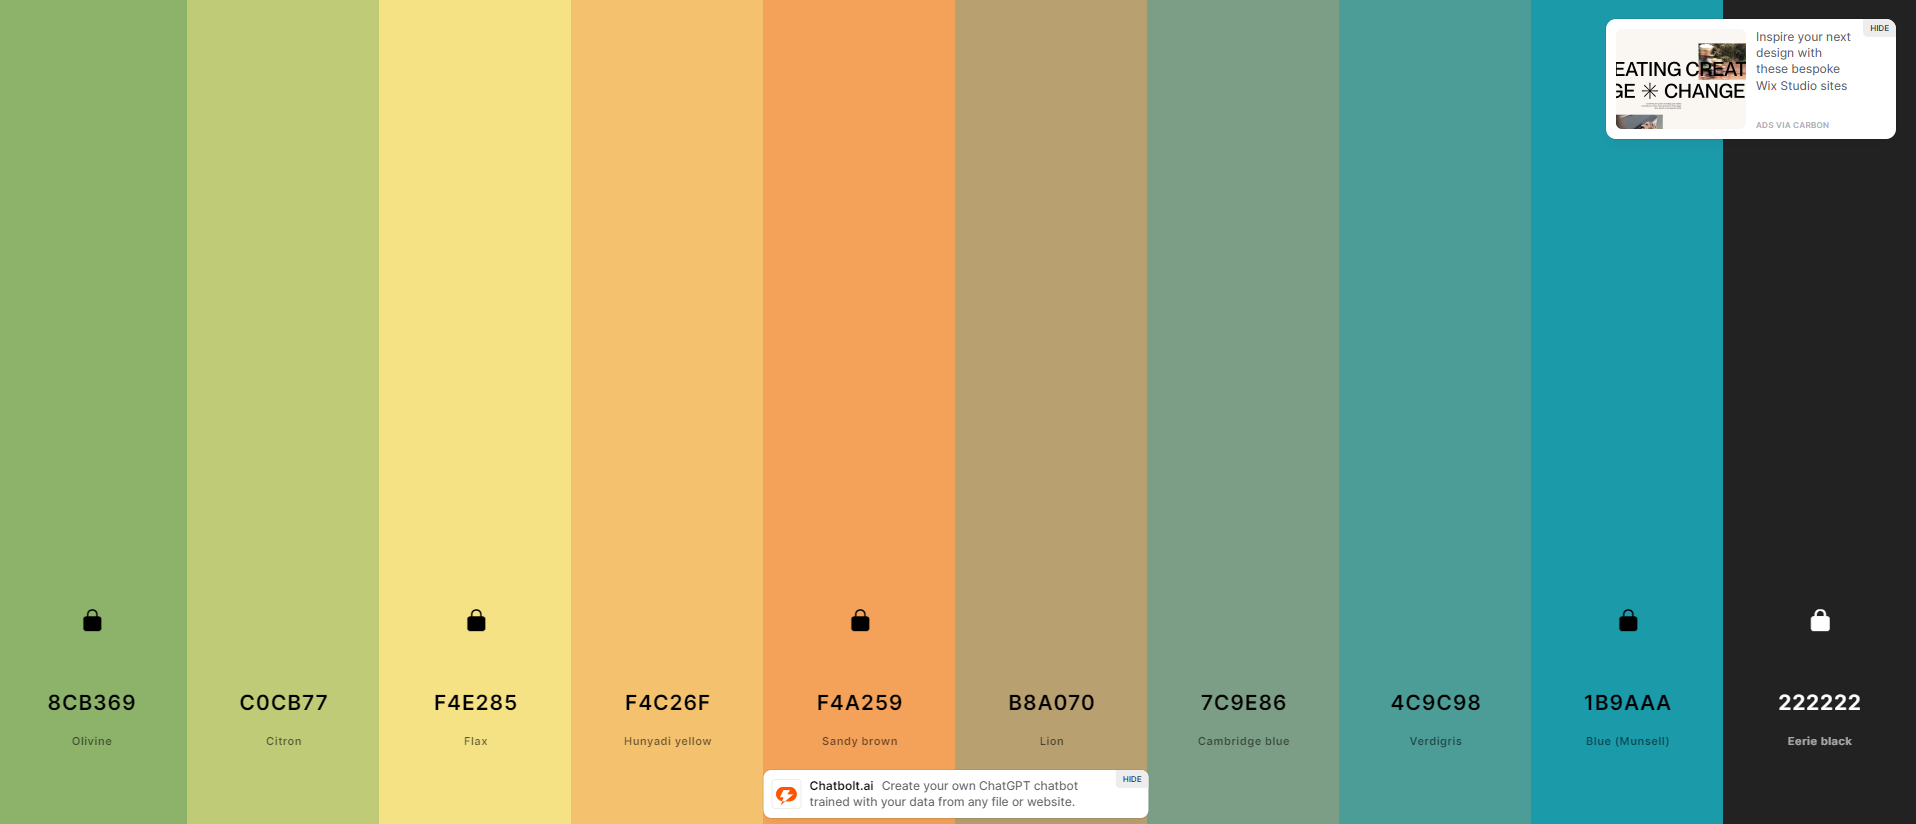 HIDE
Inspire your next
design with
these bespoke
Wix Studio sites
ADS VIA CARBON
EATING CREAT
GE ✳ CHANGE
8CB369
Olivine
C0CB77
Citron
F4E285
Flax
F4C26F
Hunyadi yellow
F4A259
Sandy brown
B8A070
Lion
7C9E86
Cambridge blue
4C9C98
Verdigris
1B9AAA
Blue (Munsell)
222222
Eerie black
Chatbolt.ai Create your own ChatGPT chatbot
trained with your data from any file or website.
HIDE